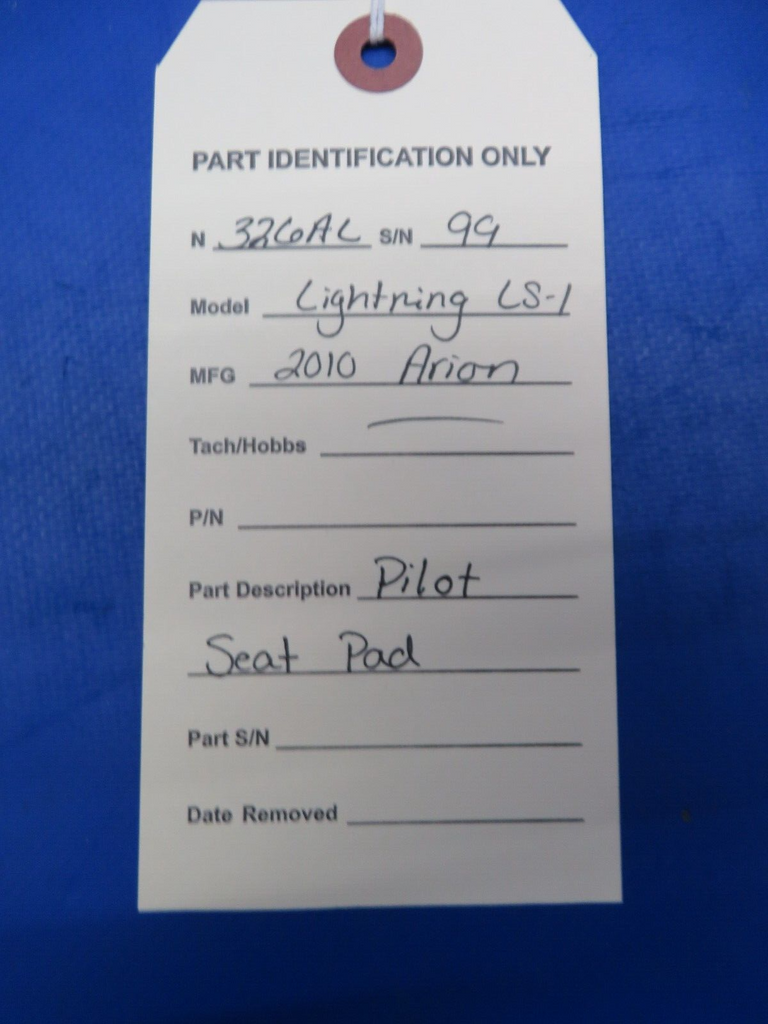 PART IDENTIFICATION ONLY
N 326AL S/N 99
Model Lightning LS-1
MFG 2010 Arion
Tach/Hobbs
P/N
Part Description Pilot
Seat Pad
Part S/N
Date Removed